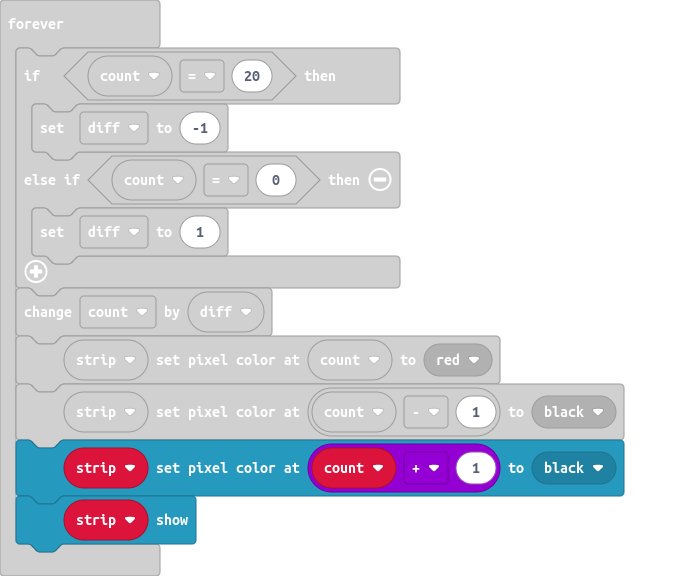 forever
if count = 20 then
set diff to -1
else if count = 0 then
set diff to 1
change count by diff
strip set pixel color at count to red
strip set pixel color at count - 1 to black
strip set pixel color at count + 1 to black
strip show